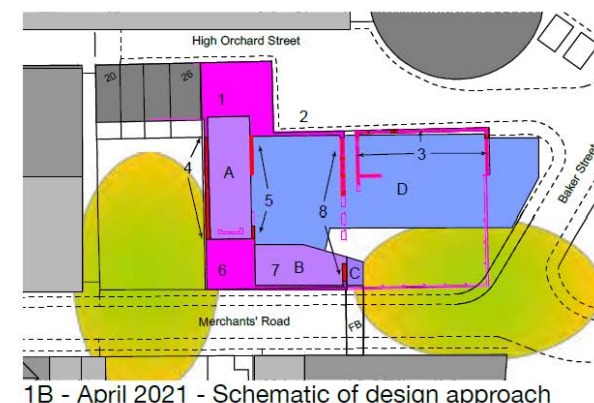 High Orchard Street
20
26
1
2
3
4
A
D
Baker Street
5
8
6
7
B
C
Merchants' Road
FB
1B - April 2021 - Schematic of design approach